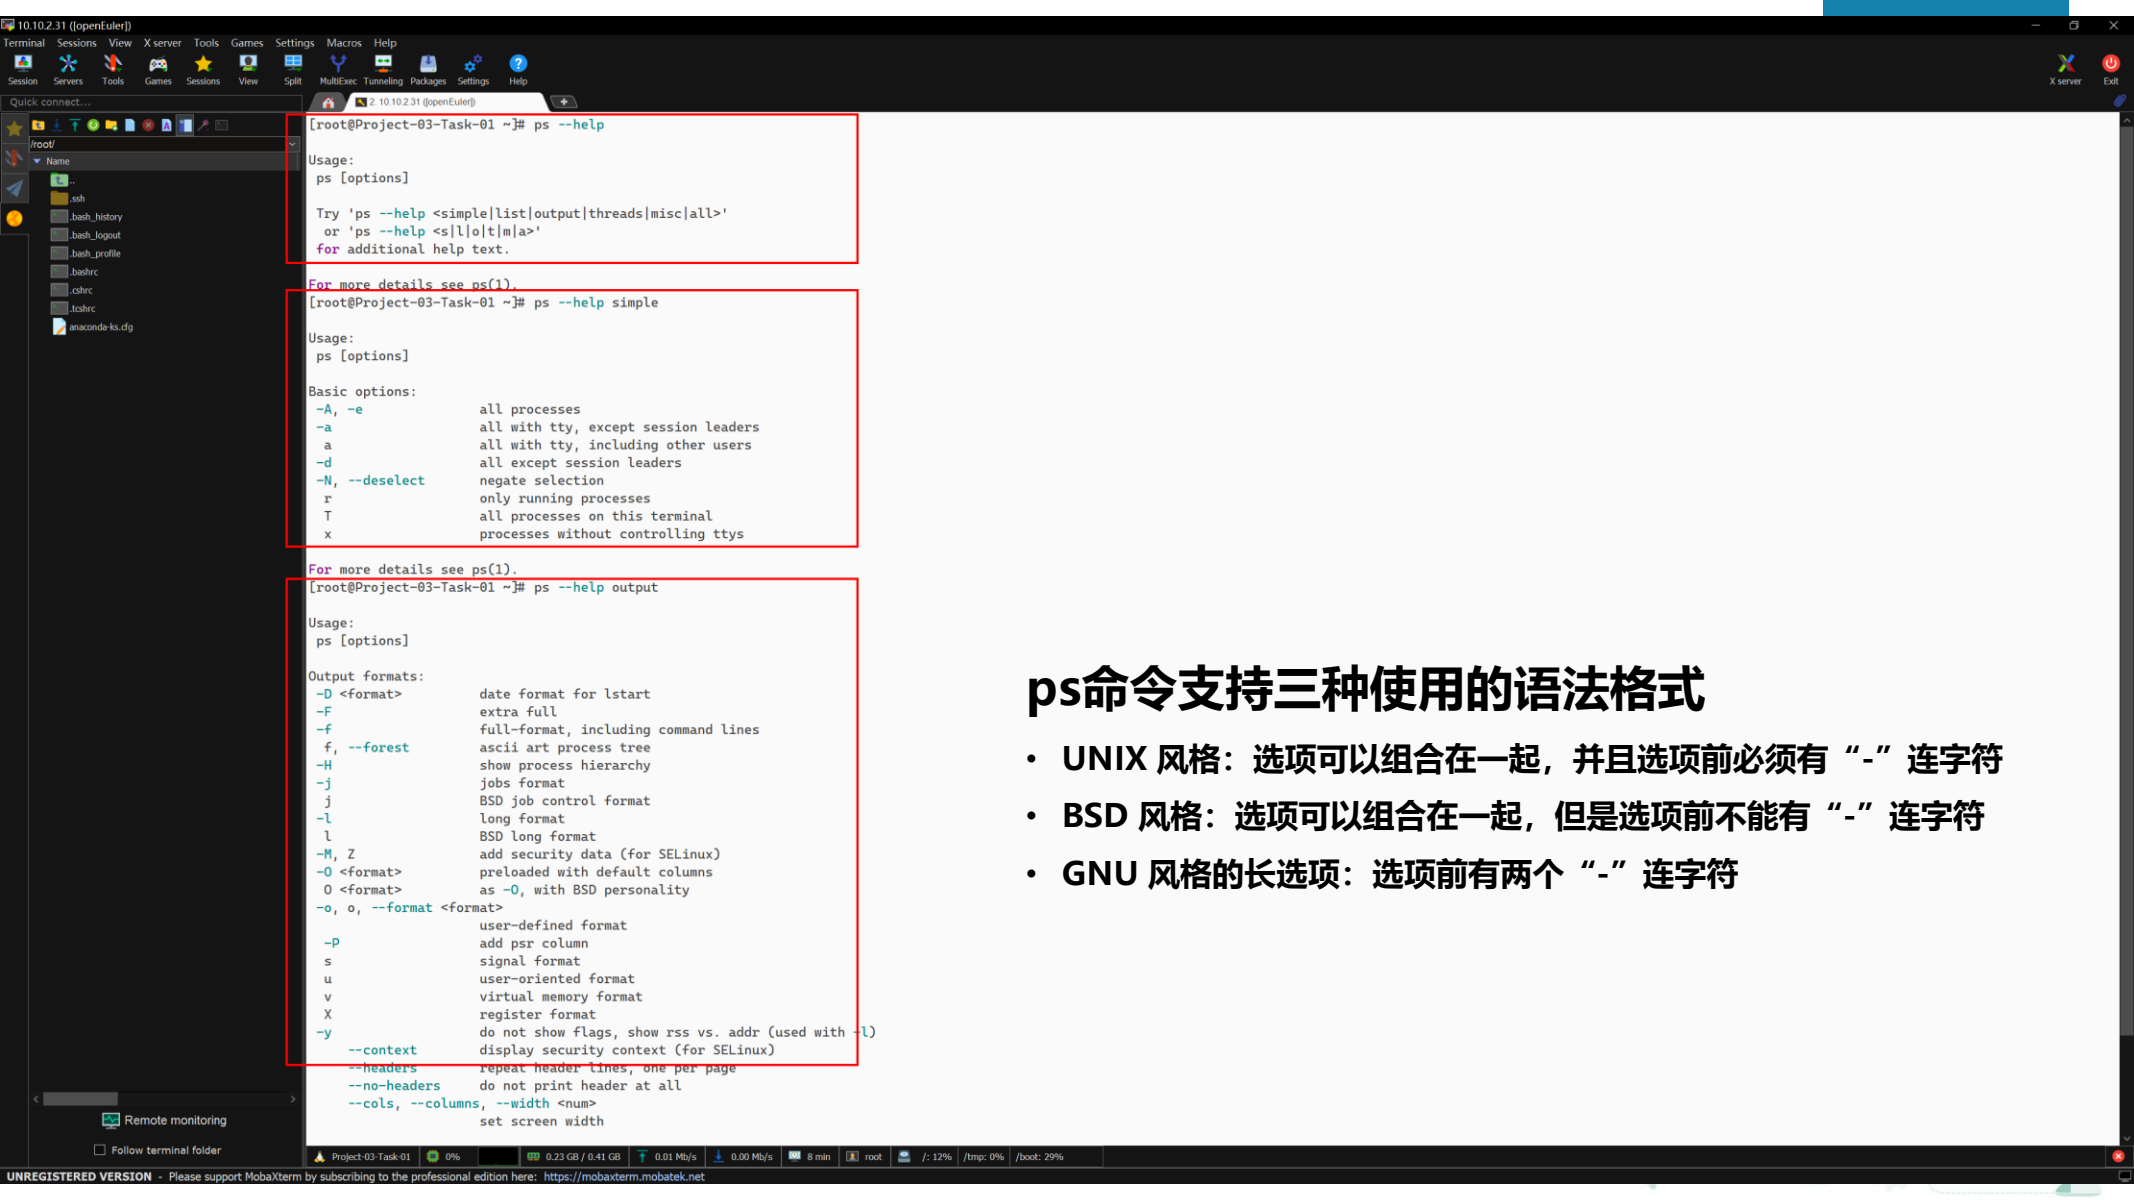 10.10.2.31 ([openEuler])
Terminal Sessions View X server Tools Games Settings Macros Help
Session Servers Tools Games Sessions View Split MultiExec Tunneling Packages Settings Help X server Exit
Quick connect...
2. 10.10.2.31 ([openEuler])
/root/
Name
..
.ssh
.bash_history
.bash_logout
.bash_profile
.bashrc
.cshrc
.tcshrc
anaconda-ks.cfg
Remote monitoring
Follow terminal folder
[root@Project-03-Task-01 ~]# ps --help
Usage:
ps [options]
Try 'ps --help <simple|list|output|threads|misc|all>'
or 'ps --help <s|l|o|t|m|a>'
for additional help text.
For more details see ps(1).
[root@Project-03-Task-01 ~]# ps --help simple
Usage:
ps [options]
Basic options:
-A, -e all processes
-a all with tty, except session leaders
a all with tty, including other users
-d all except session leaders
-N, --deselect negate selection
r only running processes
T all processes on this terminal
x processes without controlling ttys
For more details see ps(1).
[root@Project-03-Task-01 ~]# ps --help output
Usage:
ps [options]
Output formats:
-D <format> date format for lstart
-F extra full
-f full-format, including command lines
f, --forest ascii art process tree
-H show process hierarchy
-j jobs format
j BSD job control format
-l long format
l BSD long format
-M, Z add security data (for SELinux)
-O <format> preloaded with default columns
O <format> as -O, with BSD personality
-o, o, --format <format>
user-defined format
-P add psr column
s signal format
u user-oriented format
v virtual memory format
X register format
-y do not show flags, show rss vs. addr (used with -l)
--context display security context (for SELinux)
--headers repeat header lines, one per page
--no-headers do not print header at all
--cols, --columns, --width <num>
set screen width
ps命令支持三种使用的语法格式
• UNIX 风格：选项可以组合在一起，并且选项前必须有“-”连字符
• BSD 风格：选项可以组合在一起，但是选项前不能有“-”连字符
• GNU 风格的长选项：选项前有两个“-”连字符
Project-03-Task-01 0% 0.23 GB / 0.41 GB 0.01 Mb/s 0.00 Mb/s 8 min root /: 12% /tmp: 0% /boot: 29%
UNREGISTERED VERSION - Please support MobaXterm by subscribing to the professional edition here: https://mobaxterm.mobatek.net